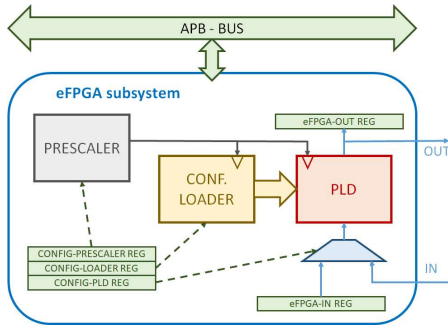 APB - BUS
eFPGA subsystem
eFPGA-OUT REG
OUT
PRESCALER
CONF.
LOADER
PLD
CONFIG-PRESCALER REG
CONFIG-LOADER REG
CONFIG-PLD REG
IN
eFPGA-IN REG